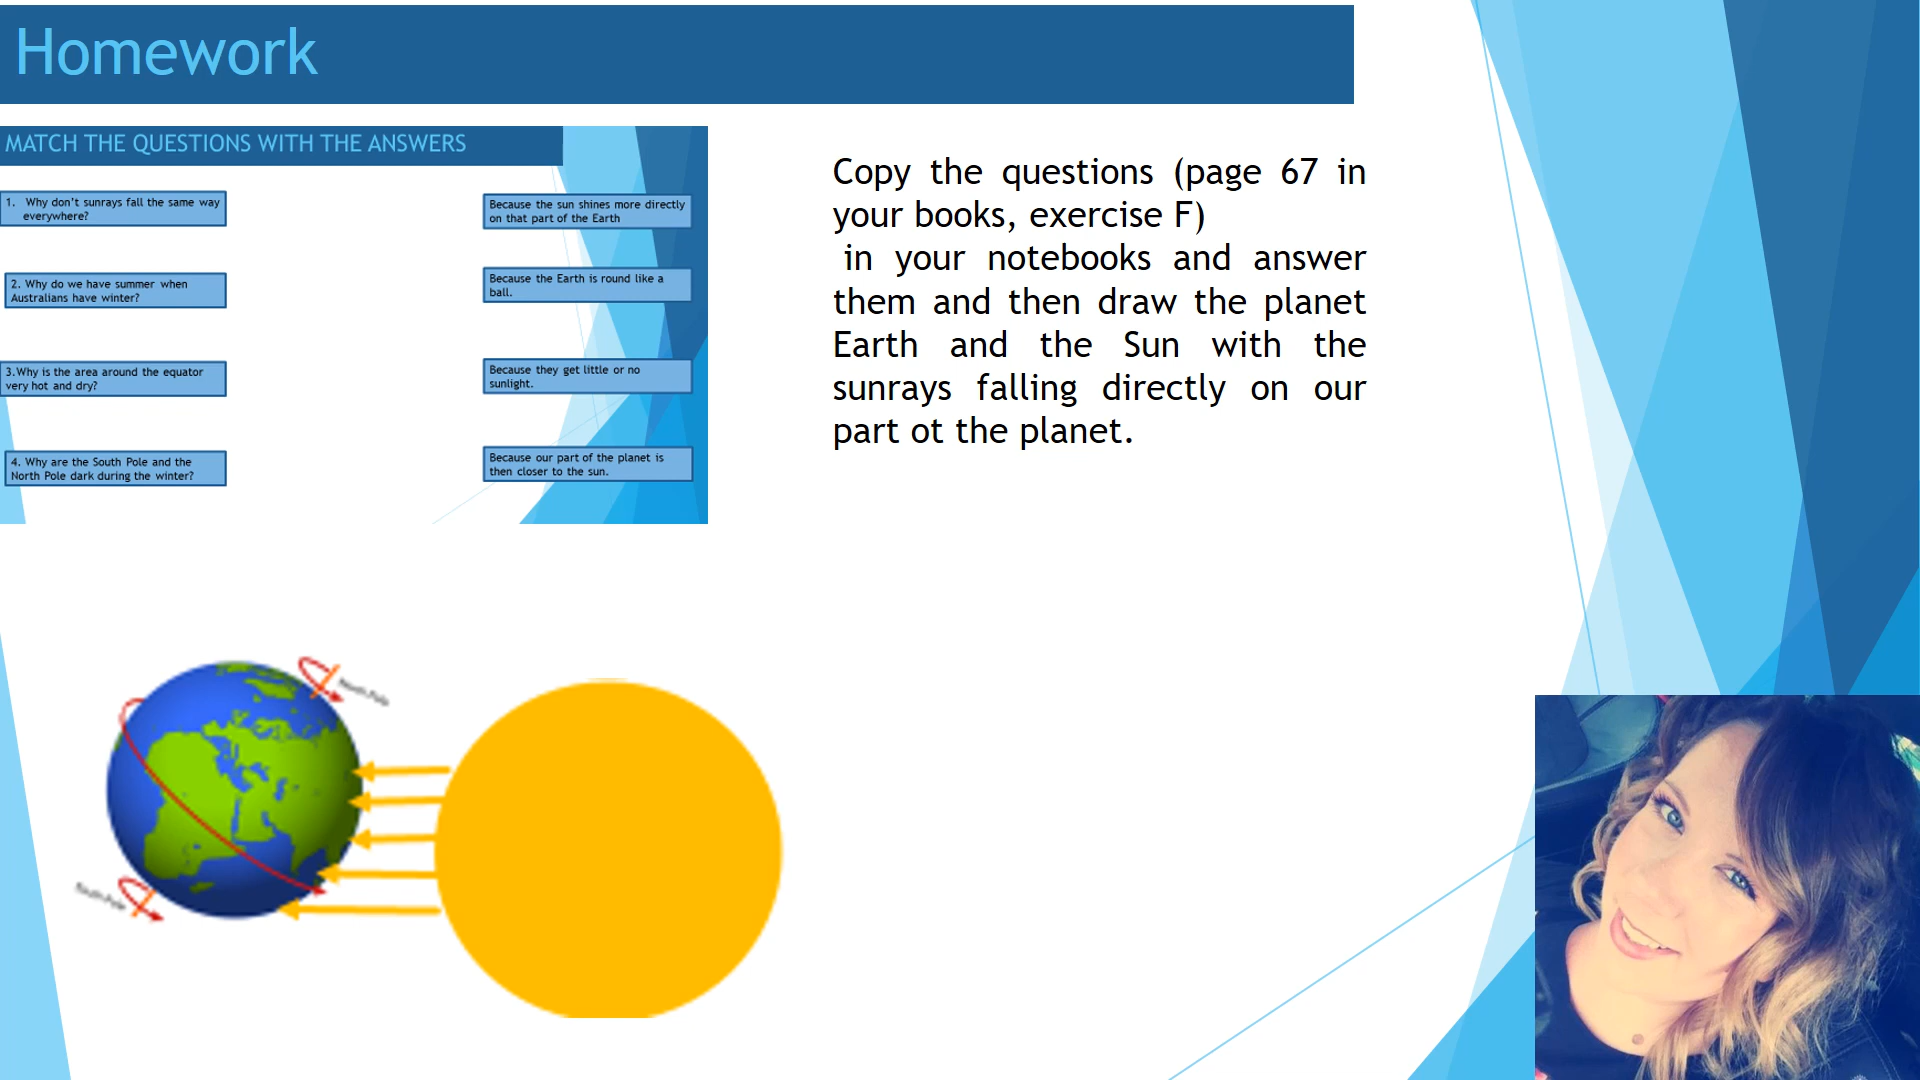 Homework
MATCH THE QUESTIONS WITH THE ANSWERS
1. Why don't sunrays fall the same way
everywhere?
Because the sun shines more directly
on that part of the Earth
2. Why do we have summer when
Australians have winter?
Because the Earth is round like a
ball.
3.Why is the area around the equator
very hot and dry?
Because they get little or no
sunlight.
4. Why are the South Pole and the
North Pole dark during the winter?
Because our part of the planet is
then closer to the sun.
Copy the questions (page 67 in
your books, exercise F)
in your notebooks and answer
them and then draw the planet
Earth and the Sun with the
sunrays falling directly on our
part ot the planet.
North Pole
South Pole